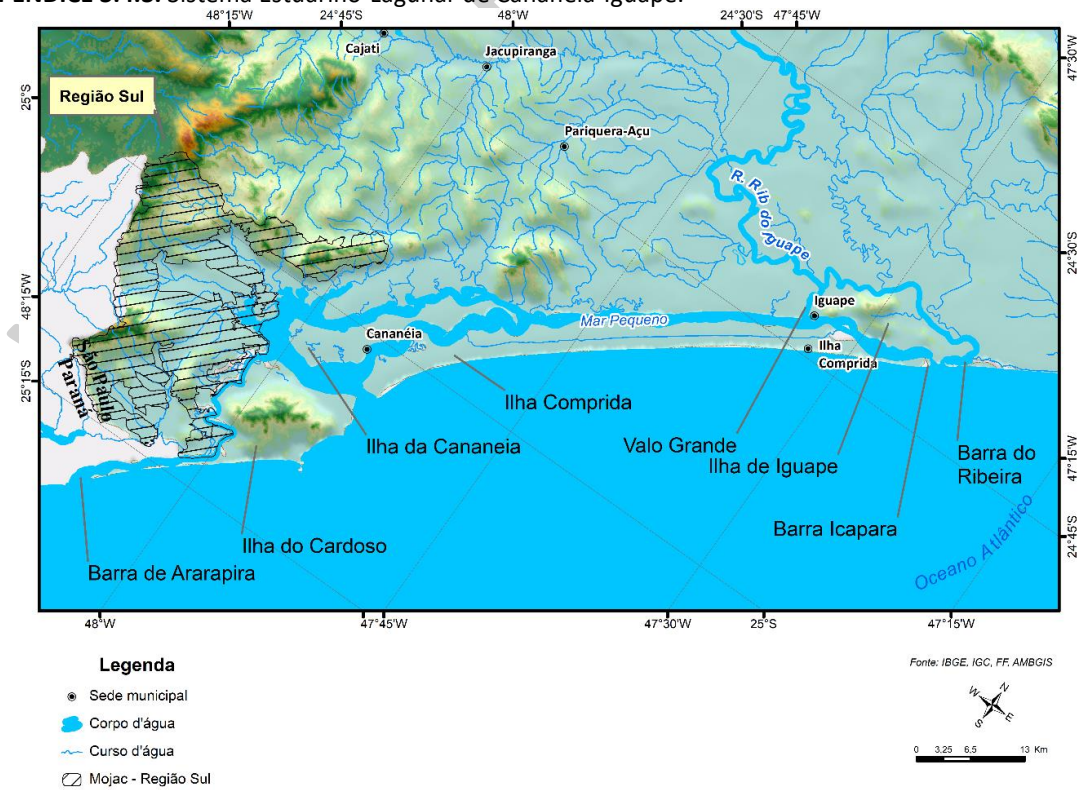 PÊNDICE 3.4.3. Sistema Estuarino-Lagunar de Cananéia-Iguape.
48°15'W
24°45'S
48°W
24°30'S
47°45'W
Cajati
Jacupiranga
47°30'W
25°S
Região Sul
Pariquera-Açu
R. Rib do Iguape
24°30'S
48°15'W
Iguape
Mar Pequeno
Cananéia
Ilha
Comprida
São Paulo
Paraná
25°15'S
Ilha Comprida
Ilha da Cananeia
Valo Grande
Ilha de Iguape
Barra do
Ribeira
47°15'W
Barra Icapara
24°45'S
Ilha do Cardoso
Barra de Ararapira
Oceano Atlântico
48°W
47°45'W
47°30'W
25°S
47°15'W
Legenda
Sede municipal
Corpo d'água
Curso d'água
Mojac - Região Sul
Fonte: IBGE, IGC, FF, AMBGIS
W
N
S
E
0 3.25 6.5 13 Km